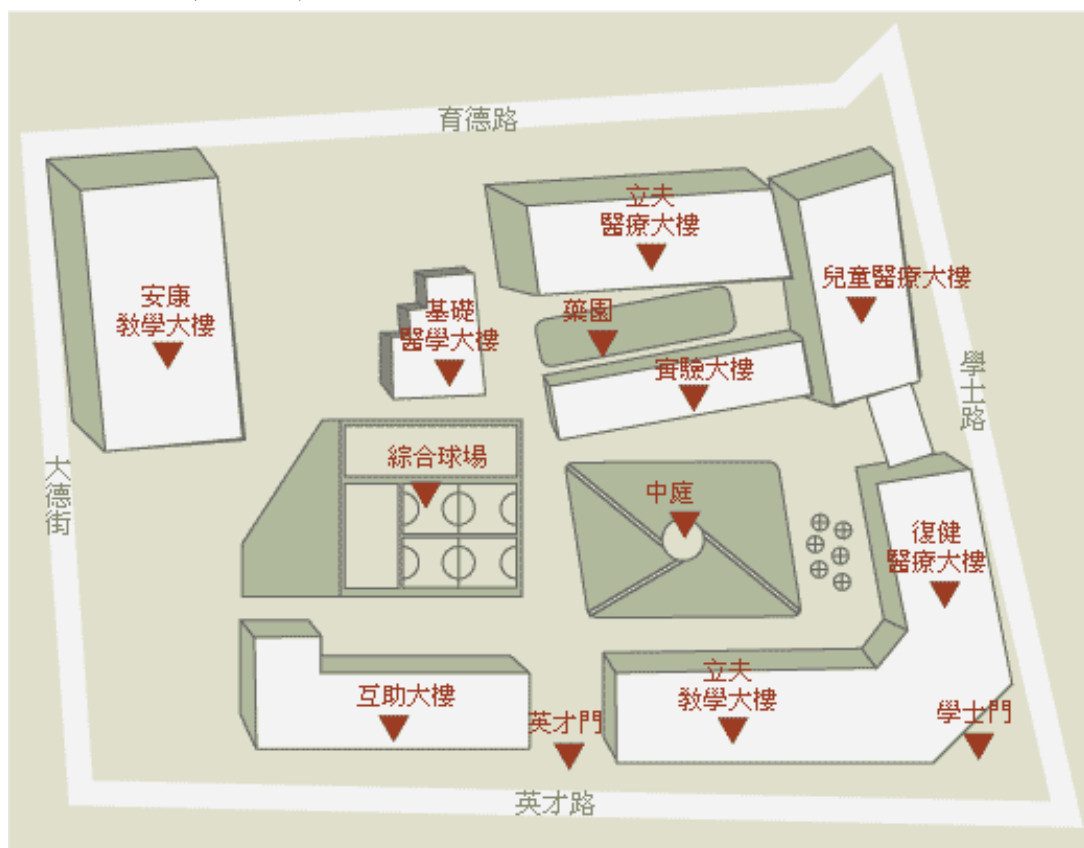 育德路
立夫
醫療大樓
兒童醫療大樓
安康
教學大樓
基礎
醫學大樓
藥園
實驗大樓
學士路
大德街
綜合球場
中庭
復健
醫療大樓
互助大樓
立夫
教學大樓
英才門
學士門
英才路